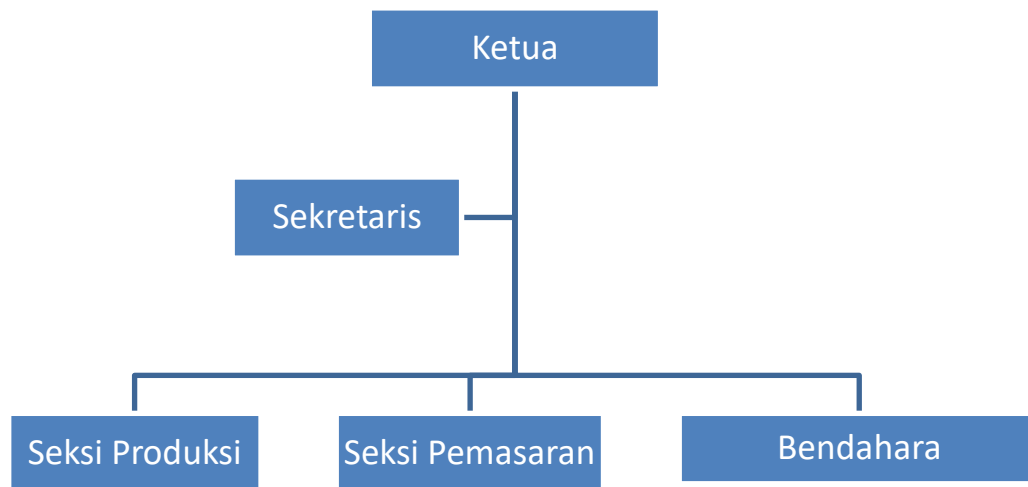 Ketua
Sekretaris
Seksi Produksi
Seksi Pemasaran
Bendahara